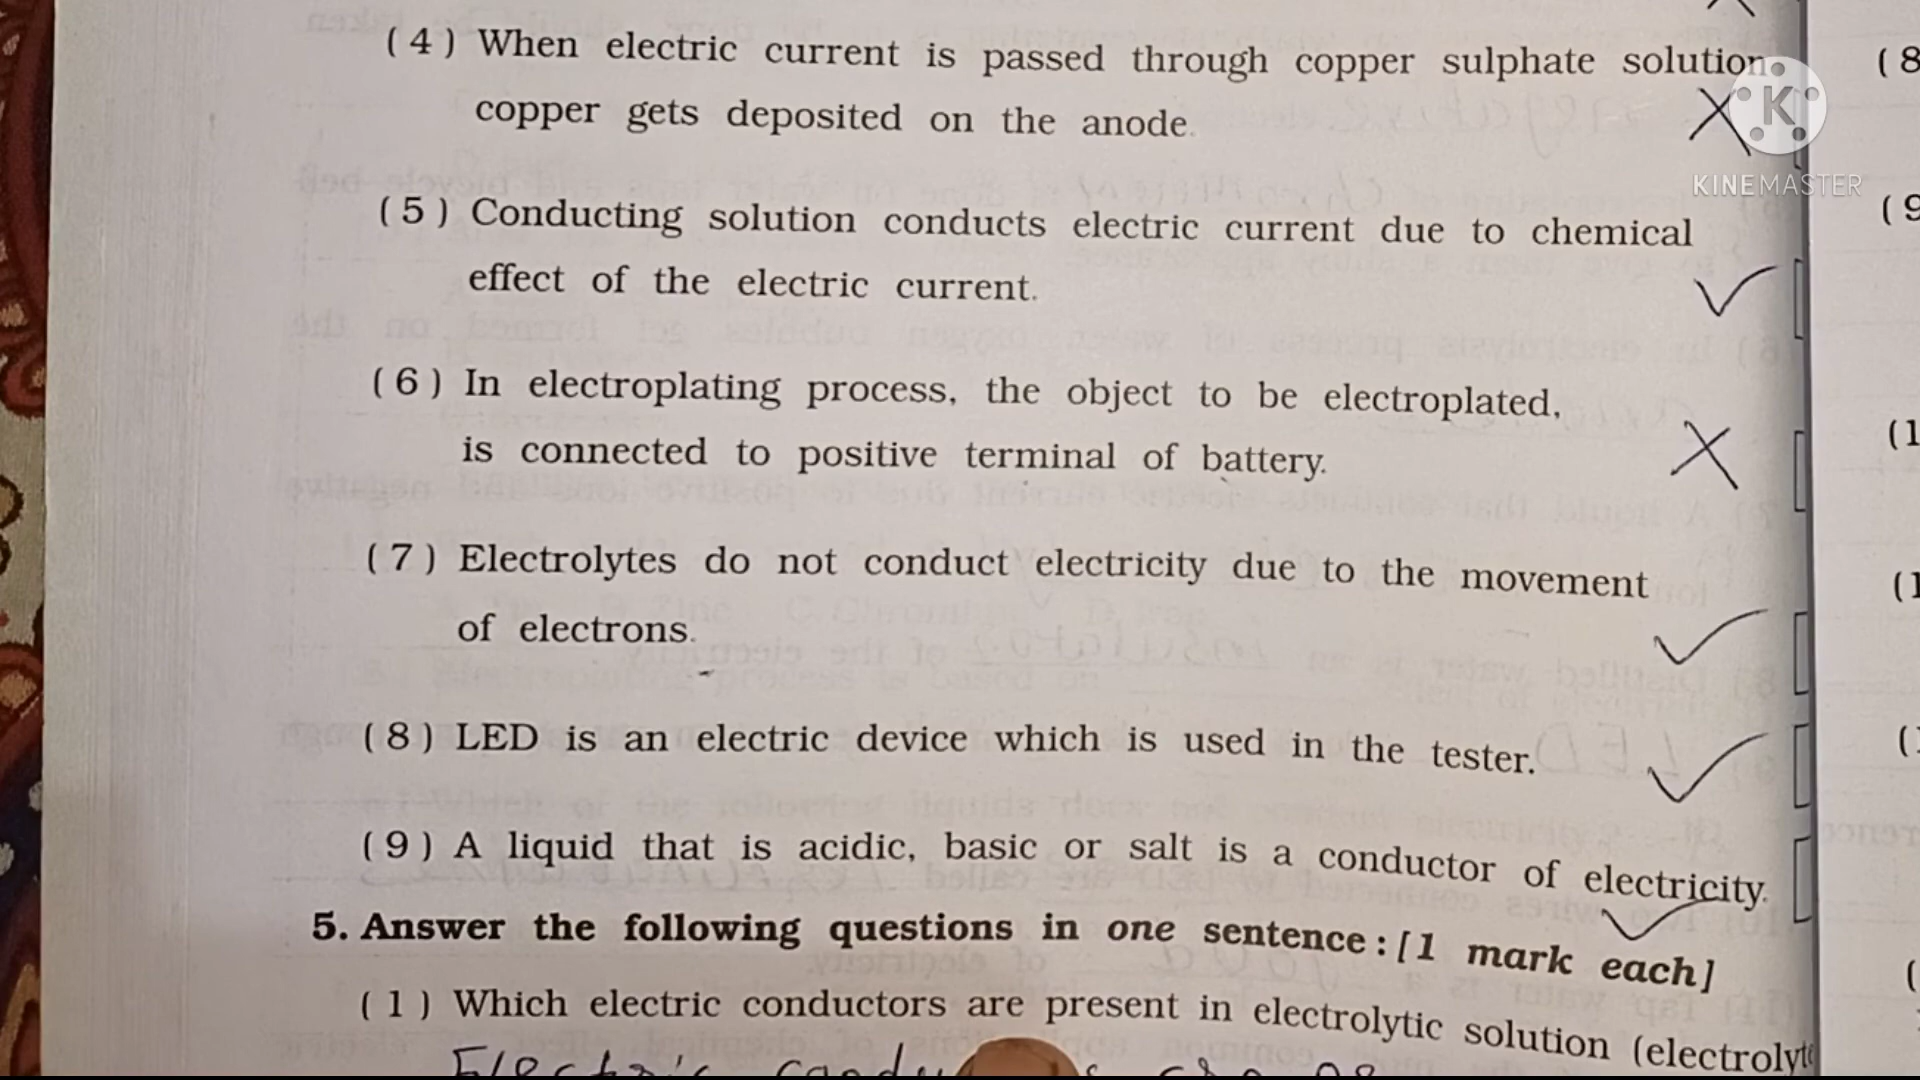 (4) When electric current is passed through copper sulphate solution
copper gets deposited on the anode.
K
KINEMASTER
(5) Conducting solution conducts electric current due to chemical
effect of the electric current.
(6) In electroplating process, the object to be electroplated,
is connected to positive terminal of battery.
(7) Electrolytes do not conduct electricity due to the movement
of electrons.
(8) LED is an electric device which is used in the tester.
(9) A liquid that is acidic, basic or salt is a conductor of electricity.
5. Answer the following questions in one sentence : [1 mark each]
(1) Which electric conductors are present in electrolytic solution
Electric
(8
(9
(1
(1